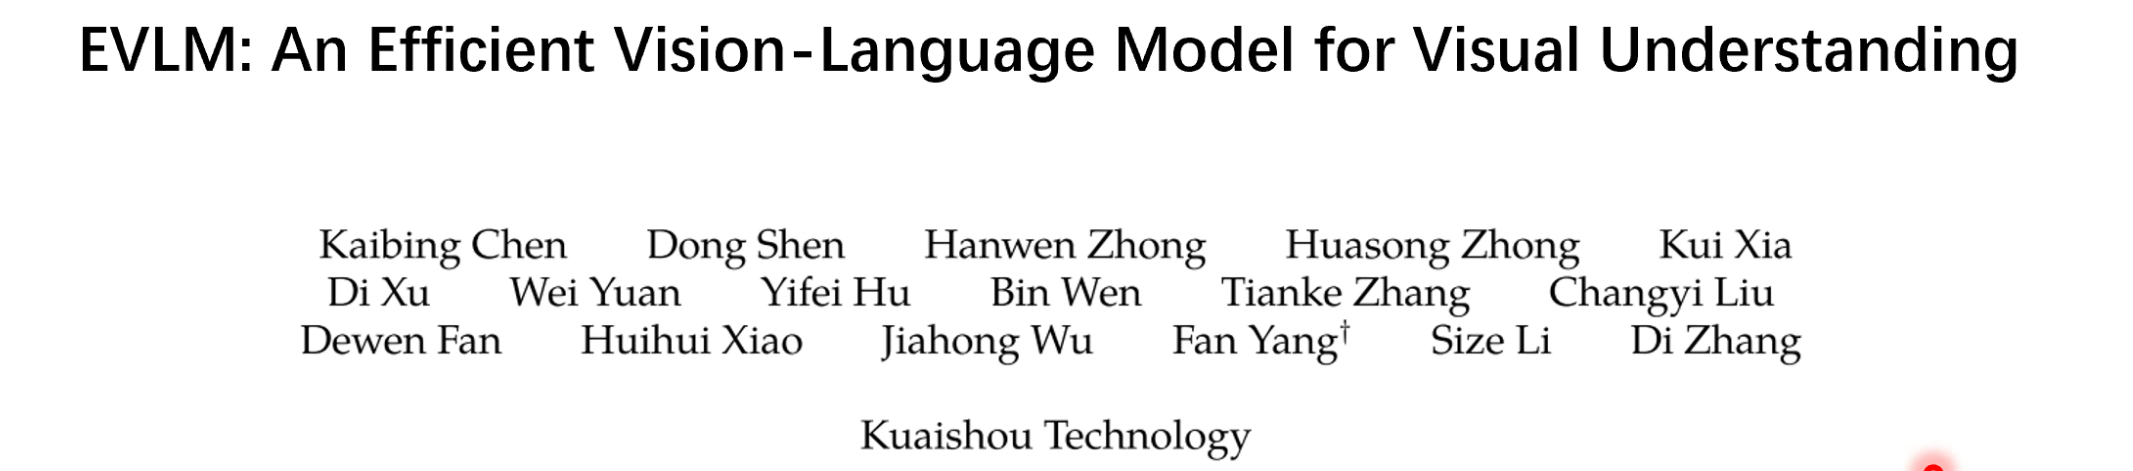 EVLM: An Efficient Vision-Language Model for Visual Understanding
Kaibing Chen Dong Shen Hanwen Zhong Huasong Zhong Kui Xia
Di Xu Wei Yuan Yifei Hu Bin Wen Tianke Zhang Changyi Liu
Dewen Fan Huihui Xiao Jiahong Wu Fan Yang† Size Li Di Zhang
Kuaishou Technology